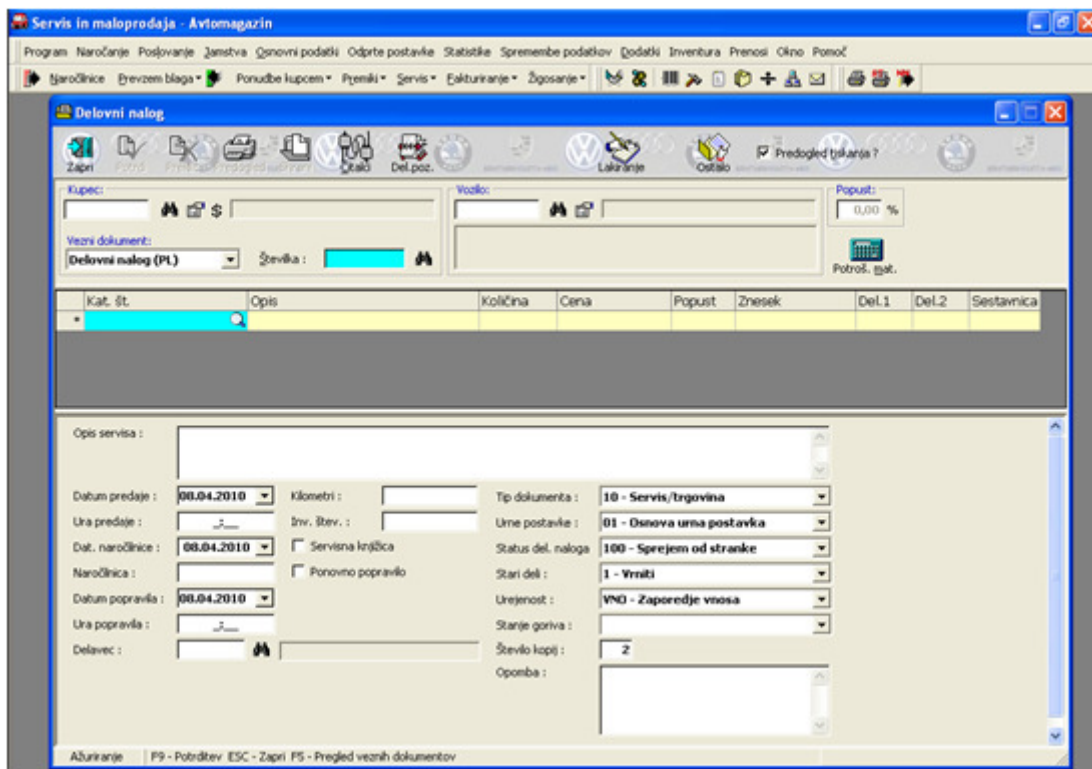 Servis in maloprodaja - Avtomagazin
Program Naročanje Poslovanje Jamstva Osnovni podatki Odprte postavke Statistike Spremembe podatkov Dodatki Inventura Prenosi Okno Pomoč
Naročilnice Prevzem blaga Ponudbe kupcem Premiki Servis Fakturiranje Žigosanje
Delovni nalog
Zapri Ostalo Del.poz. Lakiranje Ostalo Predogled tiskanja ?
Kupec: Vozilo: Popust:
$ 0,00 %
Vezni dokument:
Delovni nalog (PL) Številka : Potroš. mat.
Kat. št. Opis Količina Cena Popust Znesek Del.1 Del.2 Sestavnica
*
Opis servisa :
Datum predaje : 08.04.2010 Kilometri : Tip dokumenta : 10 - Servis/trgovina
Ura predaje : _:__ Inv. štev. : Urne postavke : 01 - Osnova urna postavka
Dat. naročilnice : 08.04.2010 Servisna knjižica Status del. naloga 100 - Sprejem od stranke
Naročilnica : Ponovno popravilo Stari deli : 1 - Vrniti
Datum popravila : 08.04.2010 Urejenost : VNO - Zaporedje vnosa
Ura popravila : _:__ Stanje goriva :
Delavec : Število kopij : 2
Opomba :
Ažuriranje F9 - Potrditev ESC - Zapri F5 - Pregled veznih dokumentov